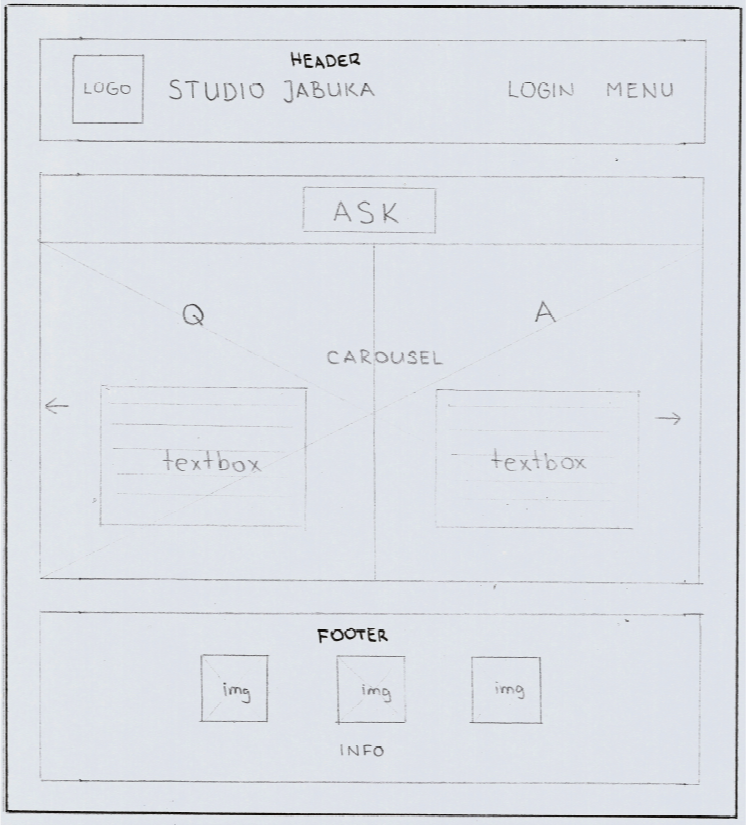 HEADER
LOGO STUDIO JABUKA LOGIN MENU
ASK
Q A
CAROUSEL
textbox textbox
FOOTER
img img img
INFO